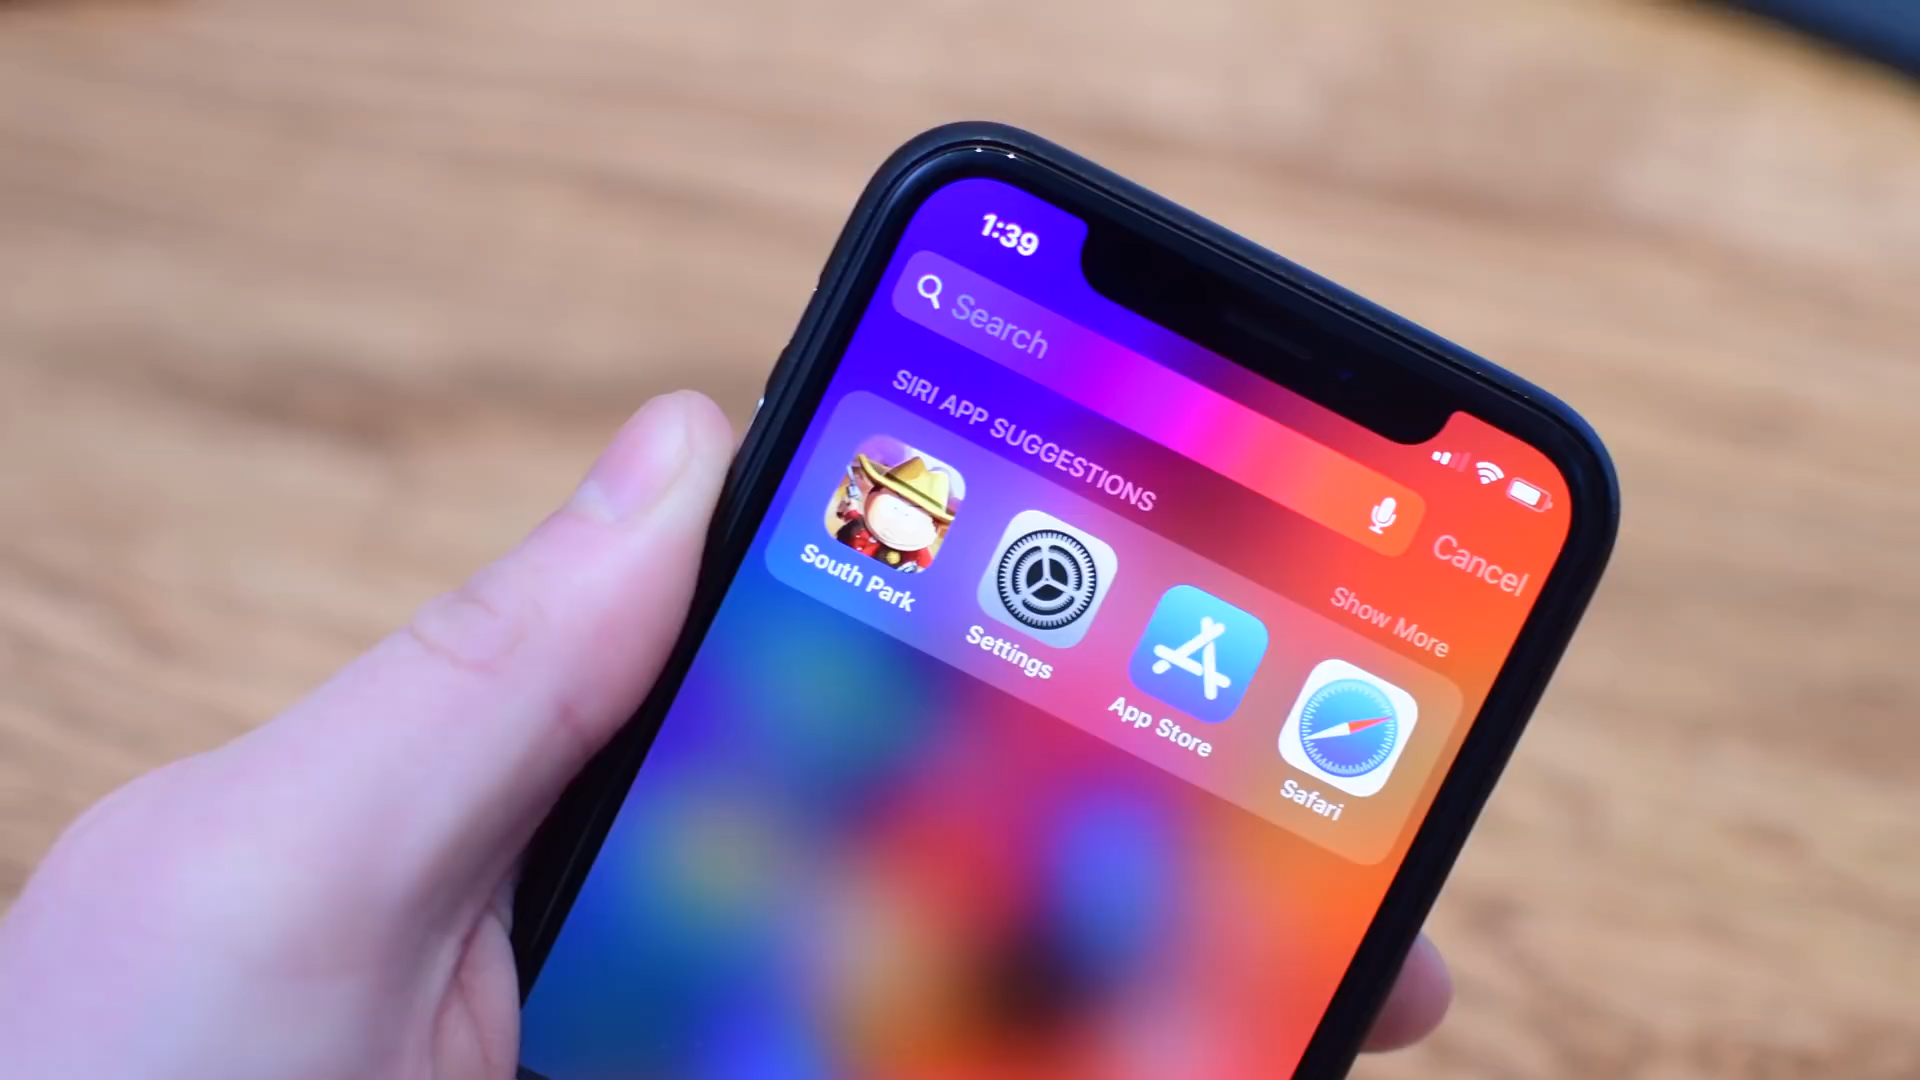 1:39
Search
Cancel
SIRI APP SUGGESTIONS
Show More
South Park
Settings
App Store
Safari